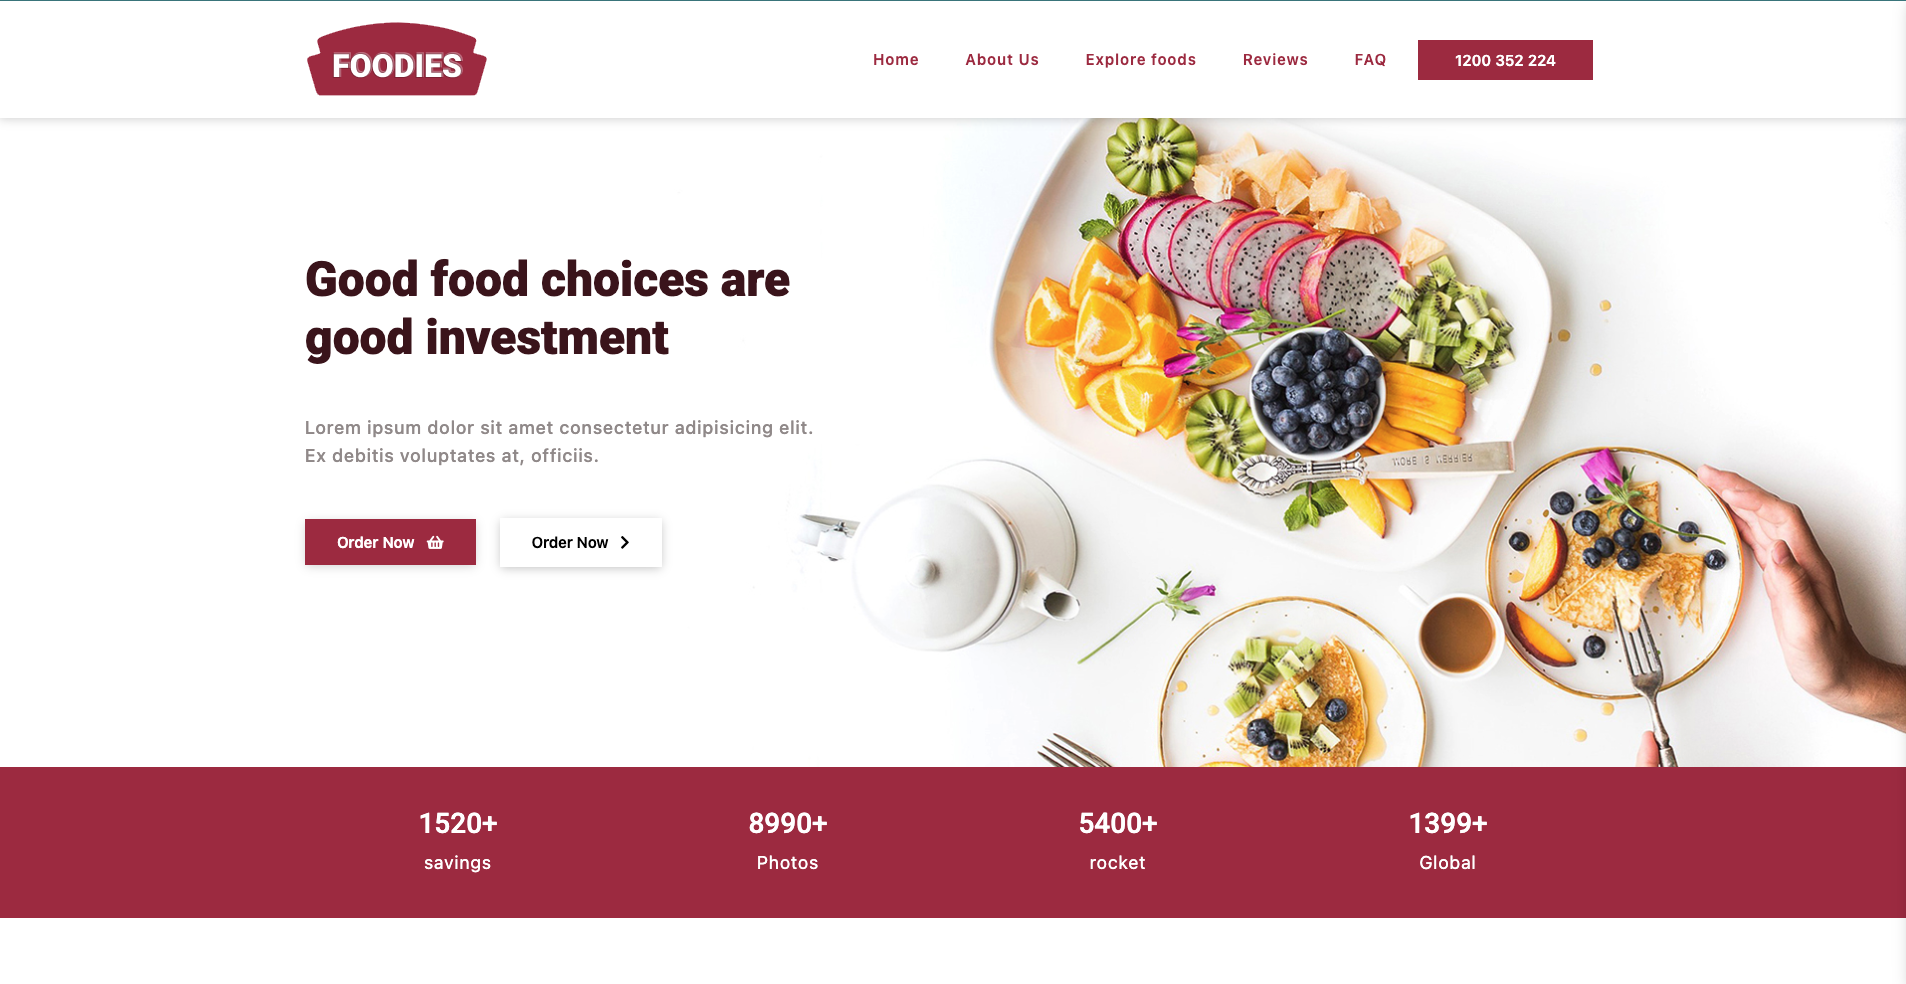 FOODIES
Home
About Us
Explore foods
Reviews
FAQ
1200 352 224
Good food choices are
good investment
Lorem ipsum dolor sit amet consectetur adipisicing elit.
Ex debitis voluptates at, officiis.
Order Now
Order Now
1520+
8990+
5400+
1399+
savings
Photos
rocket
Global